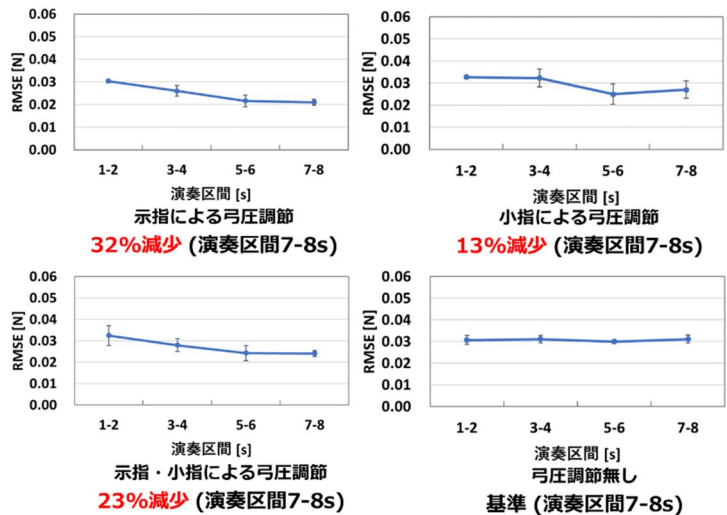 0.06
0.05
0.04
0.03
0.02
0.01
0.00
RMSE [N]
1-2 3-4 5-6 7-8
演奏区間 [s]
示指による弓圧調節
32%減少 (演奏区間7-8s)
0.06
0.05
0.04
0.03
0.02
0.01
0.00
RMSE [N]
1-2 3-4 5-6 7-8
演奏区間 [s]
小指による弓圧調節
13%減少 (演奏区間7-8s)
0.06
0.05
0.04
0.03
0.02
0.01
0.00
RMSE [N]
1-2 3-4 5-6 7-8
演奏区間 [s]
示指・小指による弓圧調節
23%減少 (演奏区間7-8s)
0.06
0.05
0.04
0.03
0.02
0.01
0.00
RMSE [N]
1-2 3-4 5-6 7-8
演奏区間 [s]
弓圧調節無し
基準 (演奏区間7-8s)